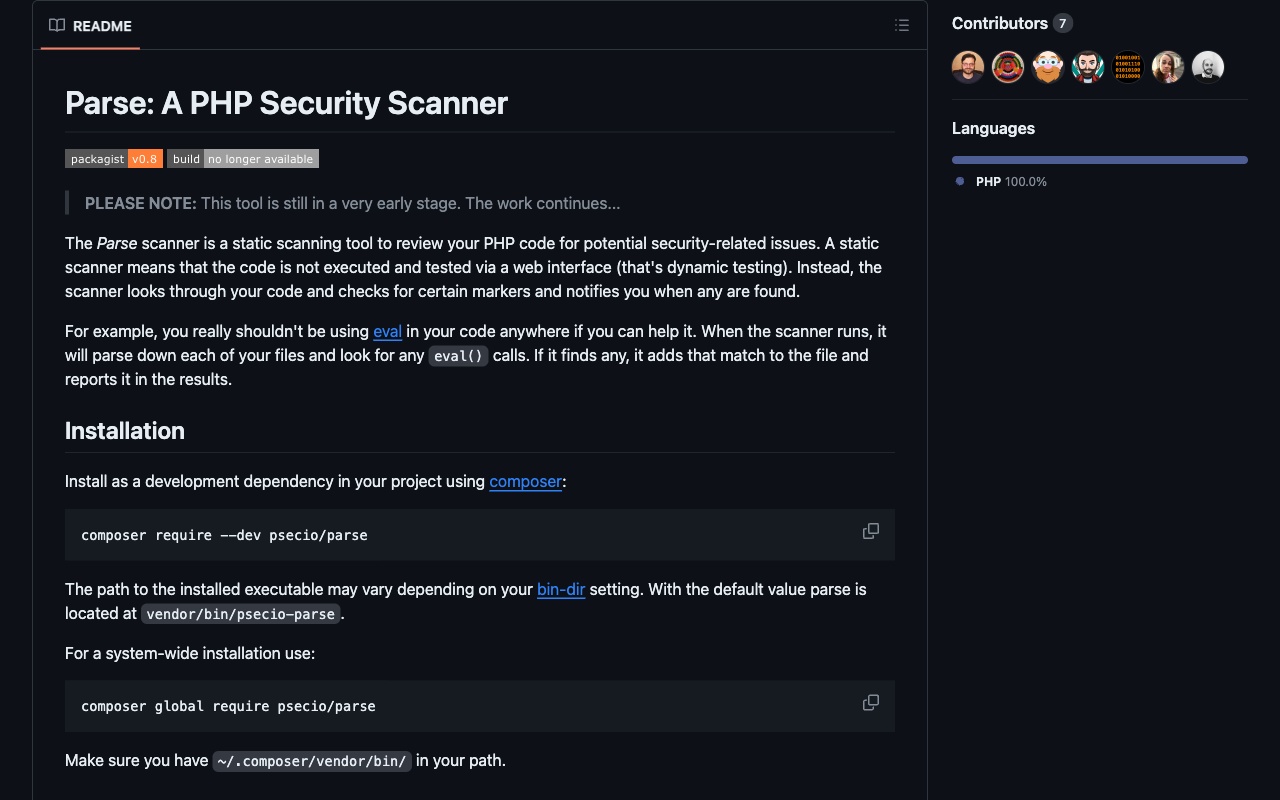 README
Parse: A PHP Security Scanner
packagist v0.8 build no longer available
PLEASE NOTE: This tool is still in a very early stage. The work continues...
The Parse scanner is a static scanning tool to review your PHP code for potential security-related issues. A static
scanner means that the code is not executed and tested via a web interface (that's dynamic testing). Instead, the
scanner looks through your code and checks for certain markers and notifies you when any are found.
For example, you really shouldn't be using eval in your code anywhere if you can help it. When the scanner runs, it
will parse down each of your files and look for any eval() calls. If it finds any, it adds that match to the file and
reports it in the results.
Installation
Install as a development dependency in your project using composer:
composer require --dev psecio/parse
The path to the installed executable may vary depending on your bin-dir setting. With the default value parse is
located at vendor/bin/psecio-parse.
For a system-wide installation use:
composer global require psecio/parse
Make sure you have ~/.composer/vendor/bin/ in your path.
Contributors 7
01001001
01001110
01010100
01010000
Languages
PHP 100.0%